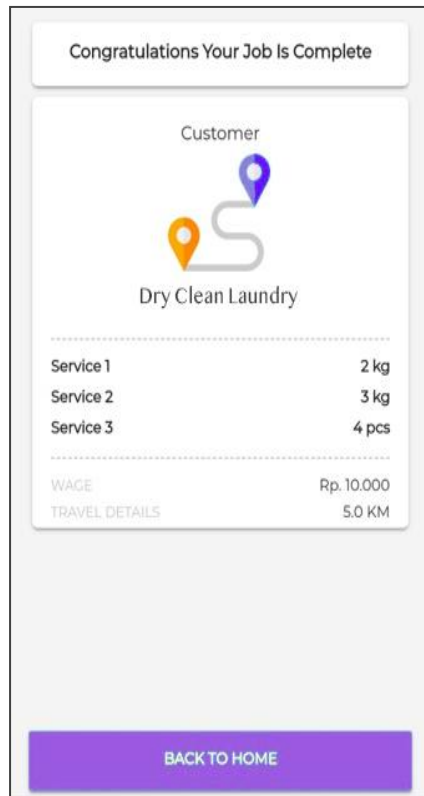 Congratulations Your Job Is Complete
Customer
Dry Clean Laundry
Service 1 2 kg
Service 2 3 kg
Service 3 4 pcs
WAGE Rp. 10.000
TRAVEL DETAILS 5.0 KM
BACK TO HOME